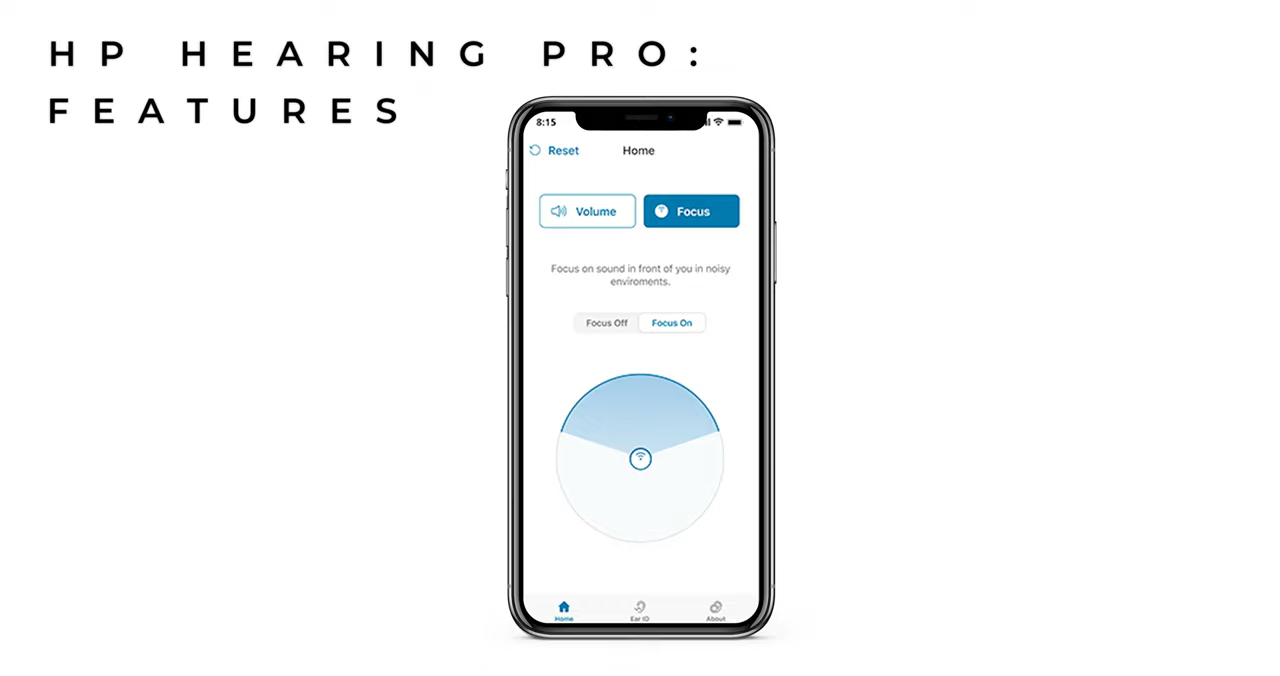 HP HEARING PRO:
FEATURES
8:15
Reset
Home
Volume
Focus
Focus on sound in front of you in noisy
enviroments.
Focus Off
Focus On
Home
Ear ID
About